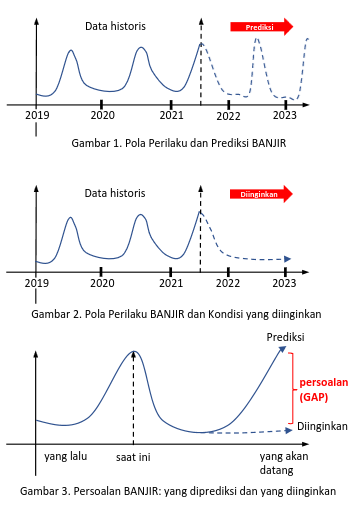 Data historis
Prediksi
2019 2020 2021 2022 2023
Gambar 1. Pola Perilaku dan Prediksi BANJIR
Data historis
Diinginkan
2019 2020 2021 2022 2023
Gambar 2. Pola Perilaku BANJIR dan Kondisi yang diinginkan
Prediksi
persoalan
(GAP)
Diinginkan
yang lalu saat ini yang akan
datang
Gambar 3. Persoalan BANJIR: yang diprediksi dan yang diinginkan